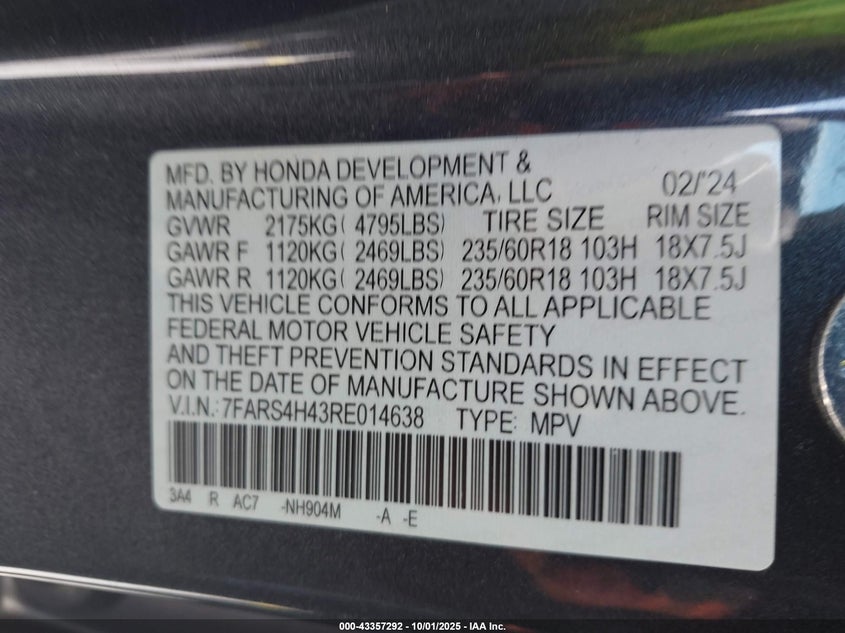 MFD. BY HONDA DEVELOPMENT &
MANUFACTURING OF AMERICA, LLC 02/'24
GVWR 2175KG( 4795LBS) TIRE SIZE RIM SIZE
GAWR F 1120KG( 2469LBS) 235/60R18 103H 18X7.5J
GAWR R 1120KG( 2469LBS) 235/60R18 103H 18X7.5J
THIS VEHICLE CONFORMS TO ALL APPLICABLE
FEDERAL MOTOR VEHICLE SAFETY
AND THEFT PREVENTION STANDARDS IN EFFECT
ON THE DATE OF MANUFACTURE SHOWN ABOVE.
V.I.N.: 7FARS4H43RE014638 TYPE: MPV
3A4 R AC7 -NH904M -A -E
000-43357292 | 10/01/2025 - IAA Inc.